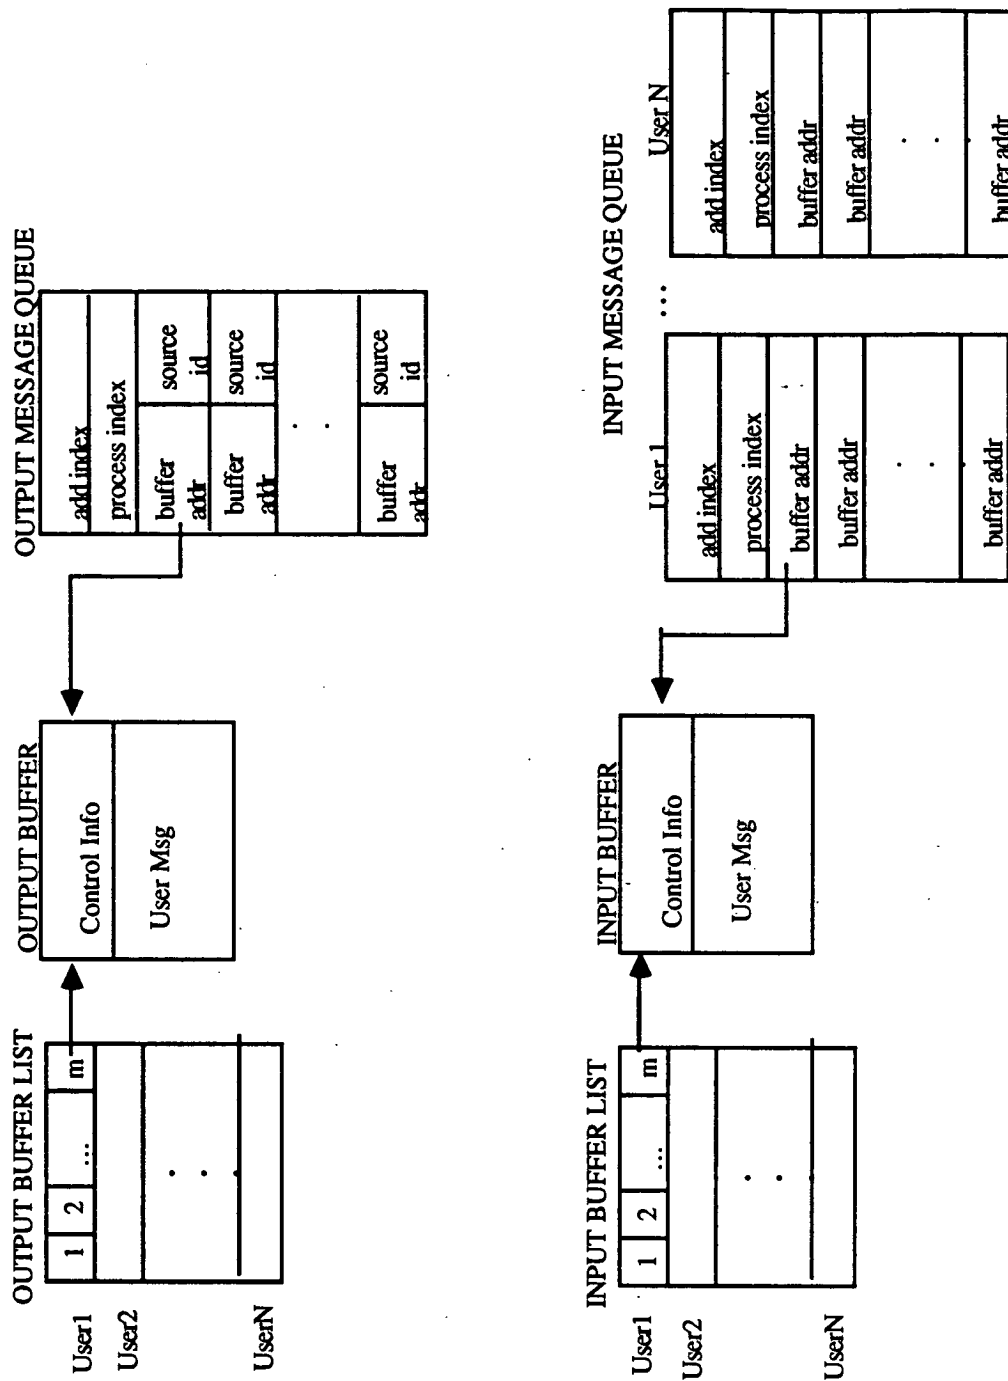 OUTPUT BUFFER LIST
User1
1
2
...
m
User2
UserN
OUTPUT BUFFER
Control Info
User Msg
OUTPUT MESSAGE QUEUE
add index
process index
buffer addr
source id
buffer addr
source id
buffer addr
source id
INPUT BUFFER LIST
User1
1
2
...
m
User2
UserN
INPUT BUFFER
Control Info
User Msg
INPUT MESSAGE QUEUE
User 1
add index
process index
buffer addr
buffer addr
buffer addr
...
User N
add index
process index
buffer addr
buffer addr
buffer addr